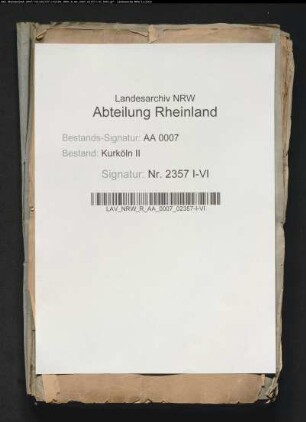 Landesarchiv NRW
Abteilung Rheinland
Bestands-Signatur: AA 0007
Bestand: Kurköln II
Signatur: Nr. 2357 I-VI
LAV_NRW_R_AA_0007_02357-I-VI